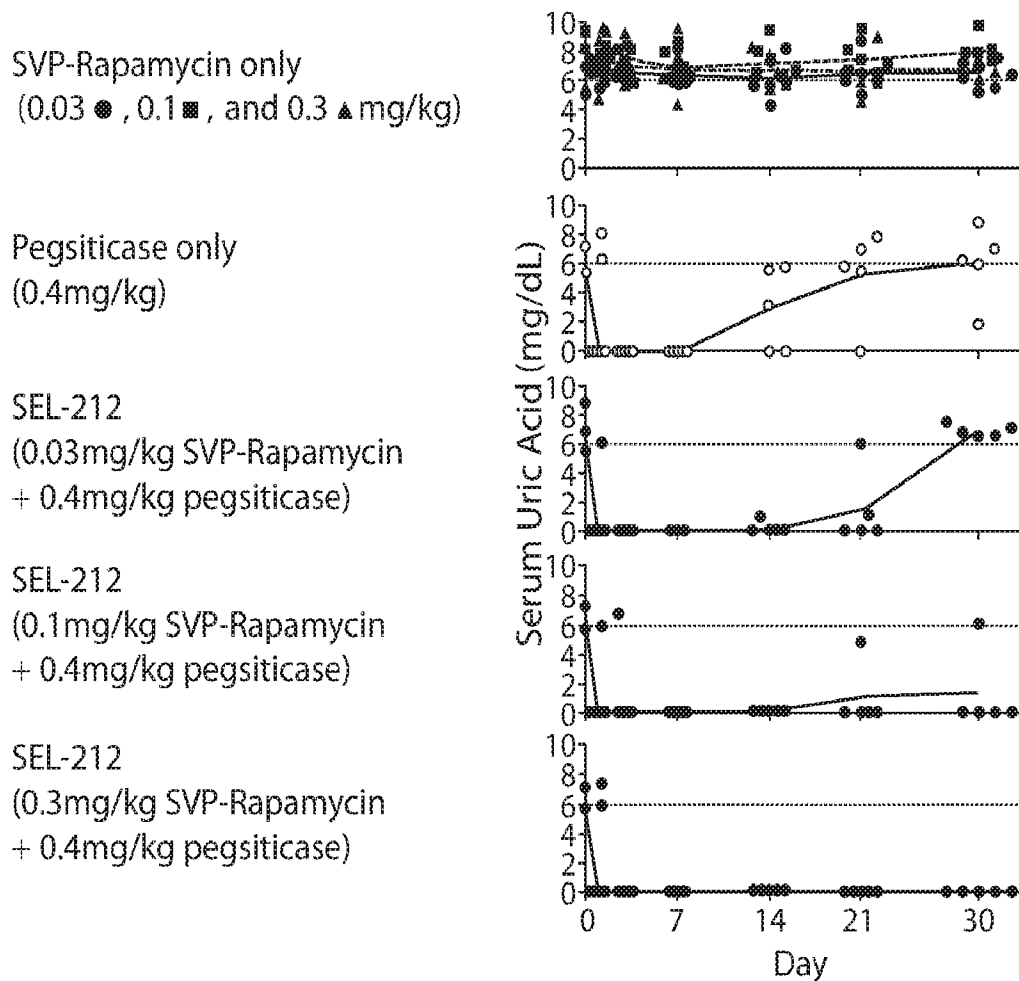 SVP-Rapamycin only
(0.03 ●, 0.1 ■, and 0.3 ▲ mg/kg)
10
8
6
4
2
0
Pegsiticase only
(0.4mg/kg)
10
8
6
4
2
0
SEL-212
(0.03mg/kg SVP-Rapamycin
+ 0.4mg/kg pegsiticase)
10
8
6
4
2
0
SEL-212
(0.1mg/kg SVP-Rapamycin
+ 0.4mg/kg pegsiticase)
10
8
6
4
2
0
SEL-212
(0.3mg/kg SVP-Rapamycin
+ 0.4mg/kg pegsiticase)
10
8
6
4
2
0
Serum Uric Acid (mg/dL)
0 7 14 21 30
Day